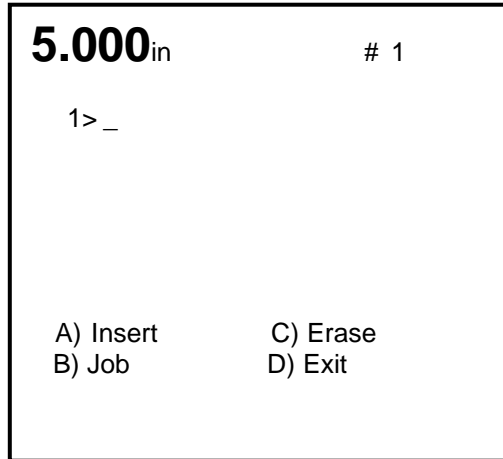 5.000in # 1
1>_
A) Insert C) Erase
B) Job D) Exit